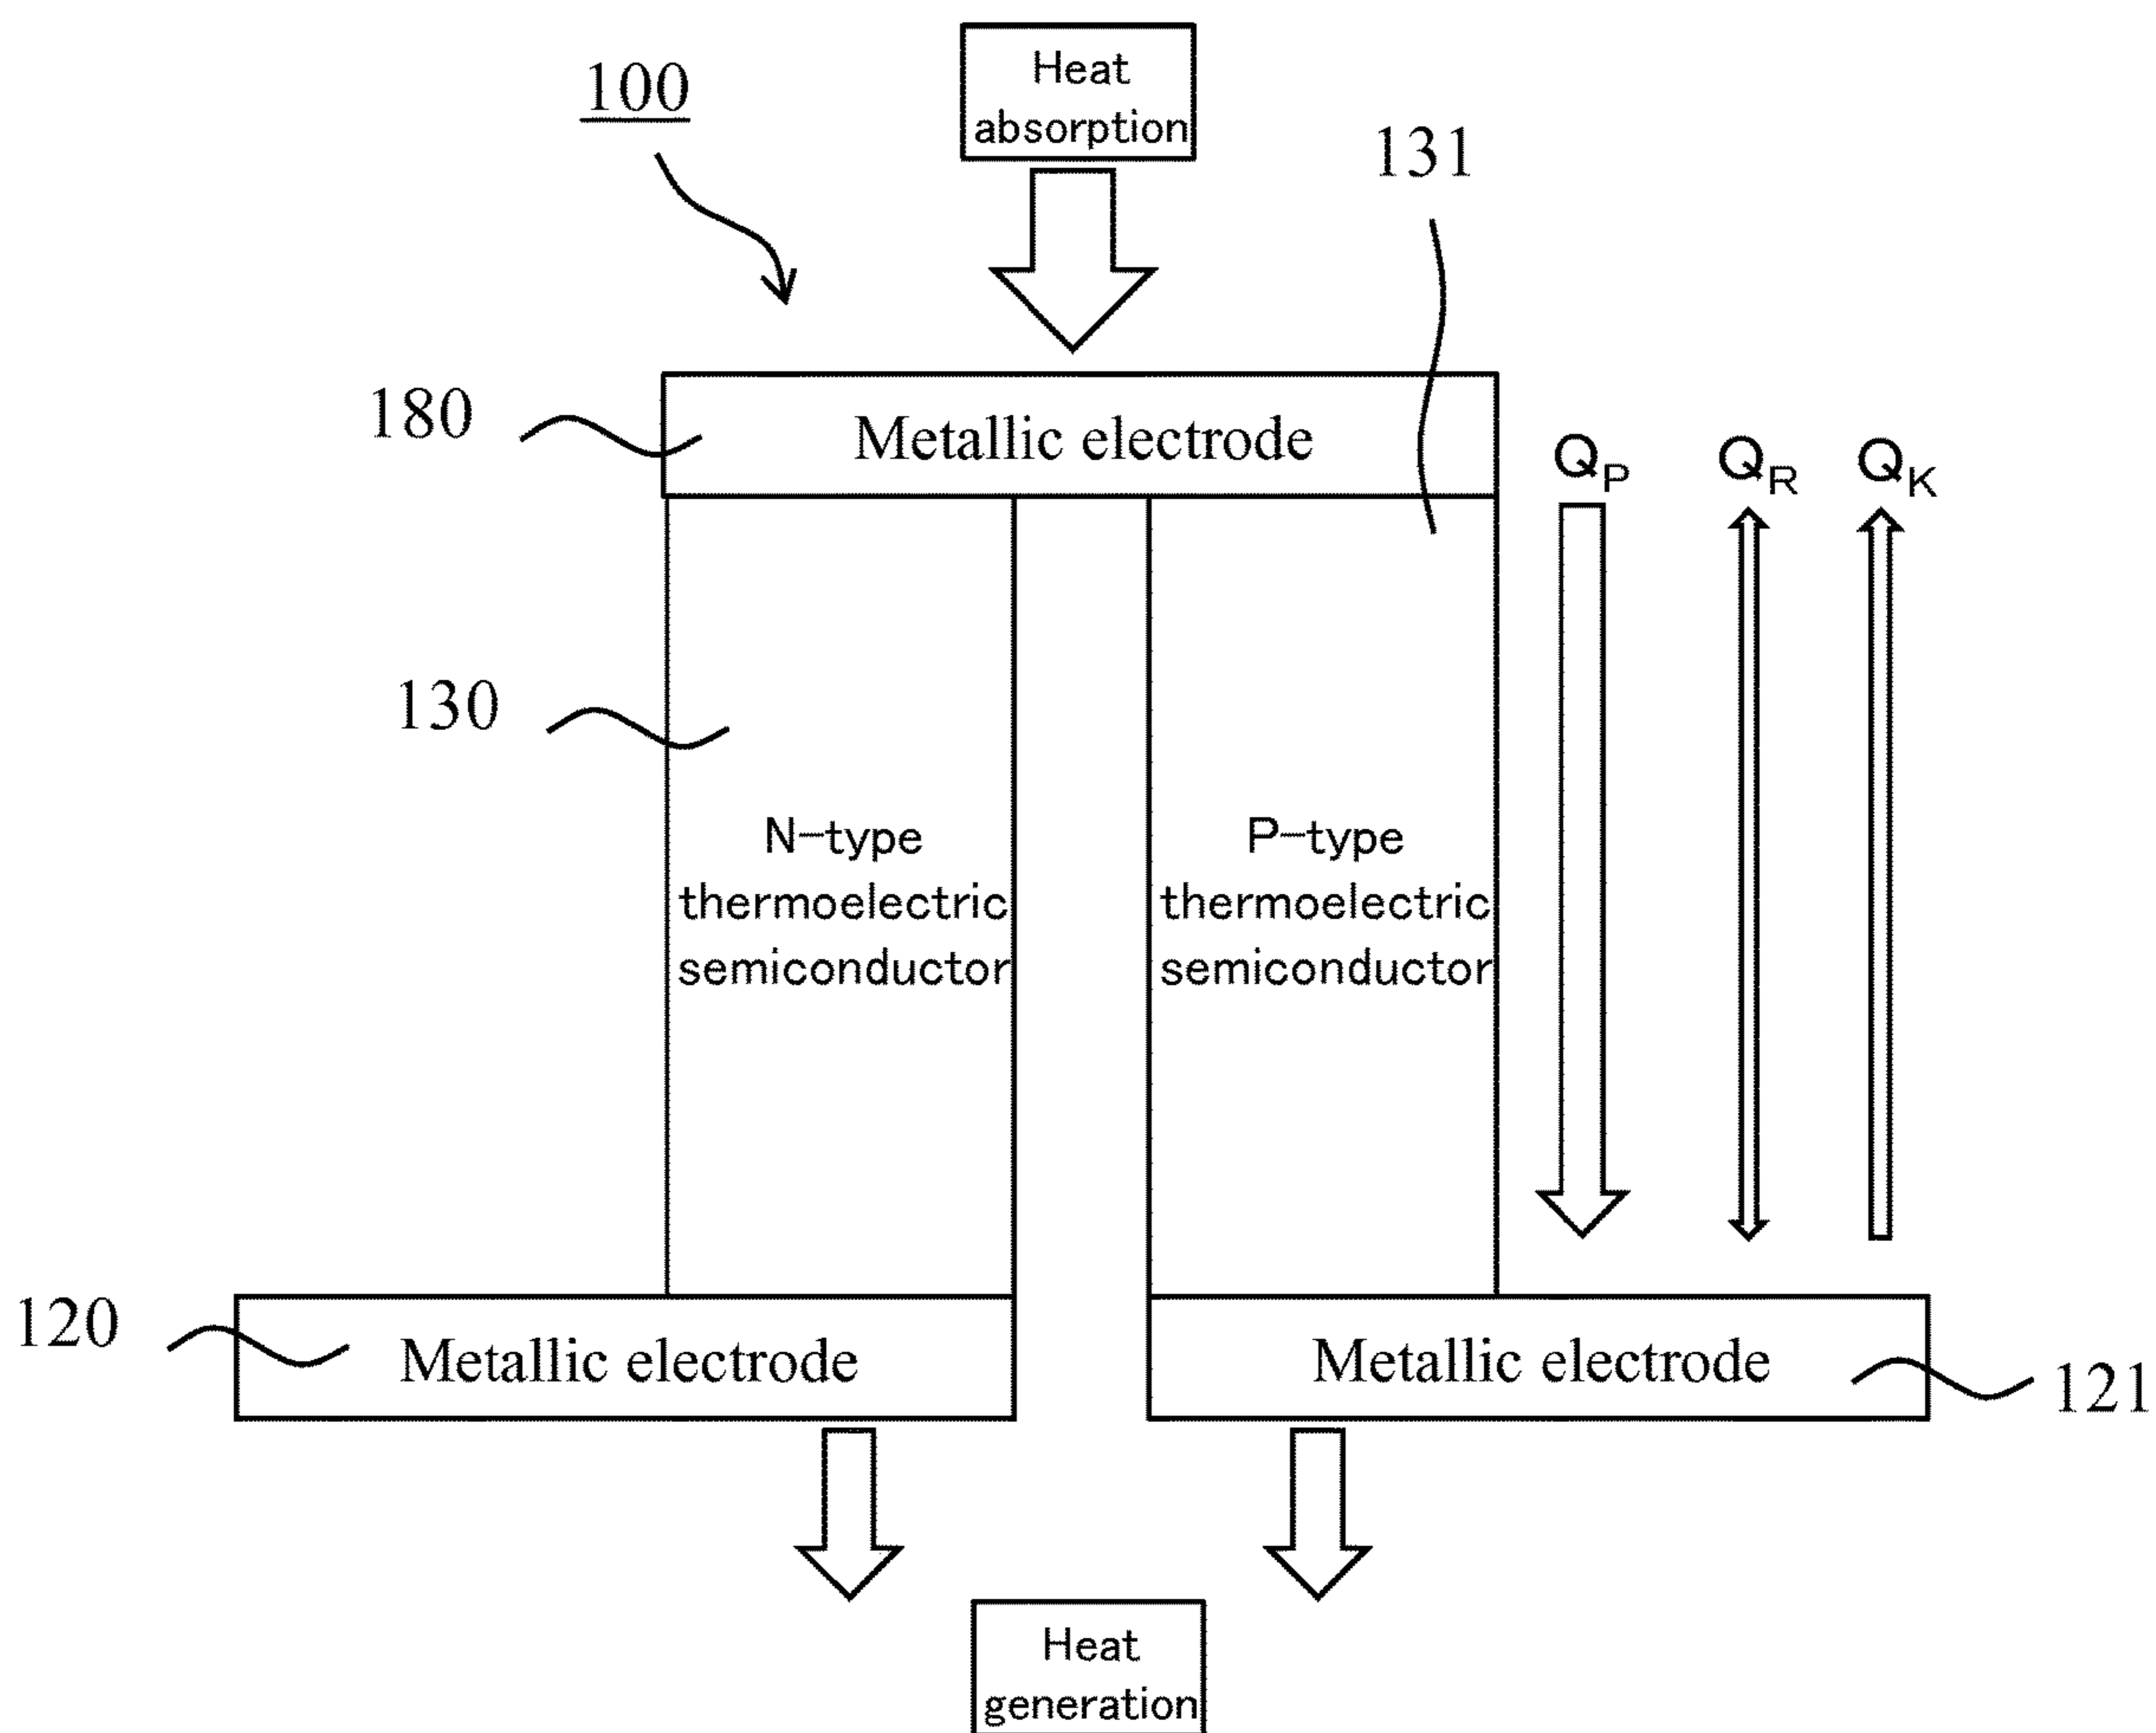 100
Heat
absorption
131
180
Metallic electrode
QP
QR
QK
130
N-type
thermoelectric
semiconductor
P-type
thermoelectric
semiconductor
120
Metallic electrode
Metallic electrode
121
Heat
generation